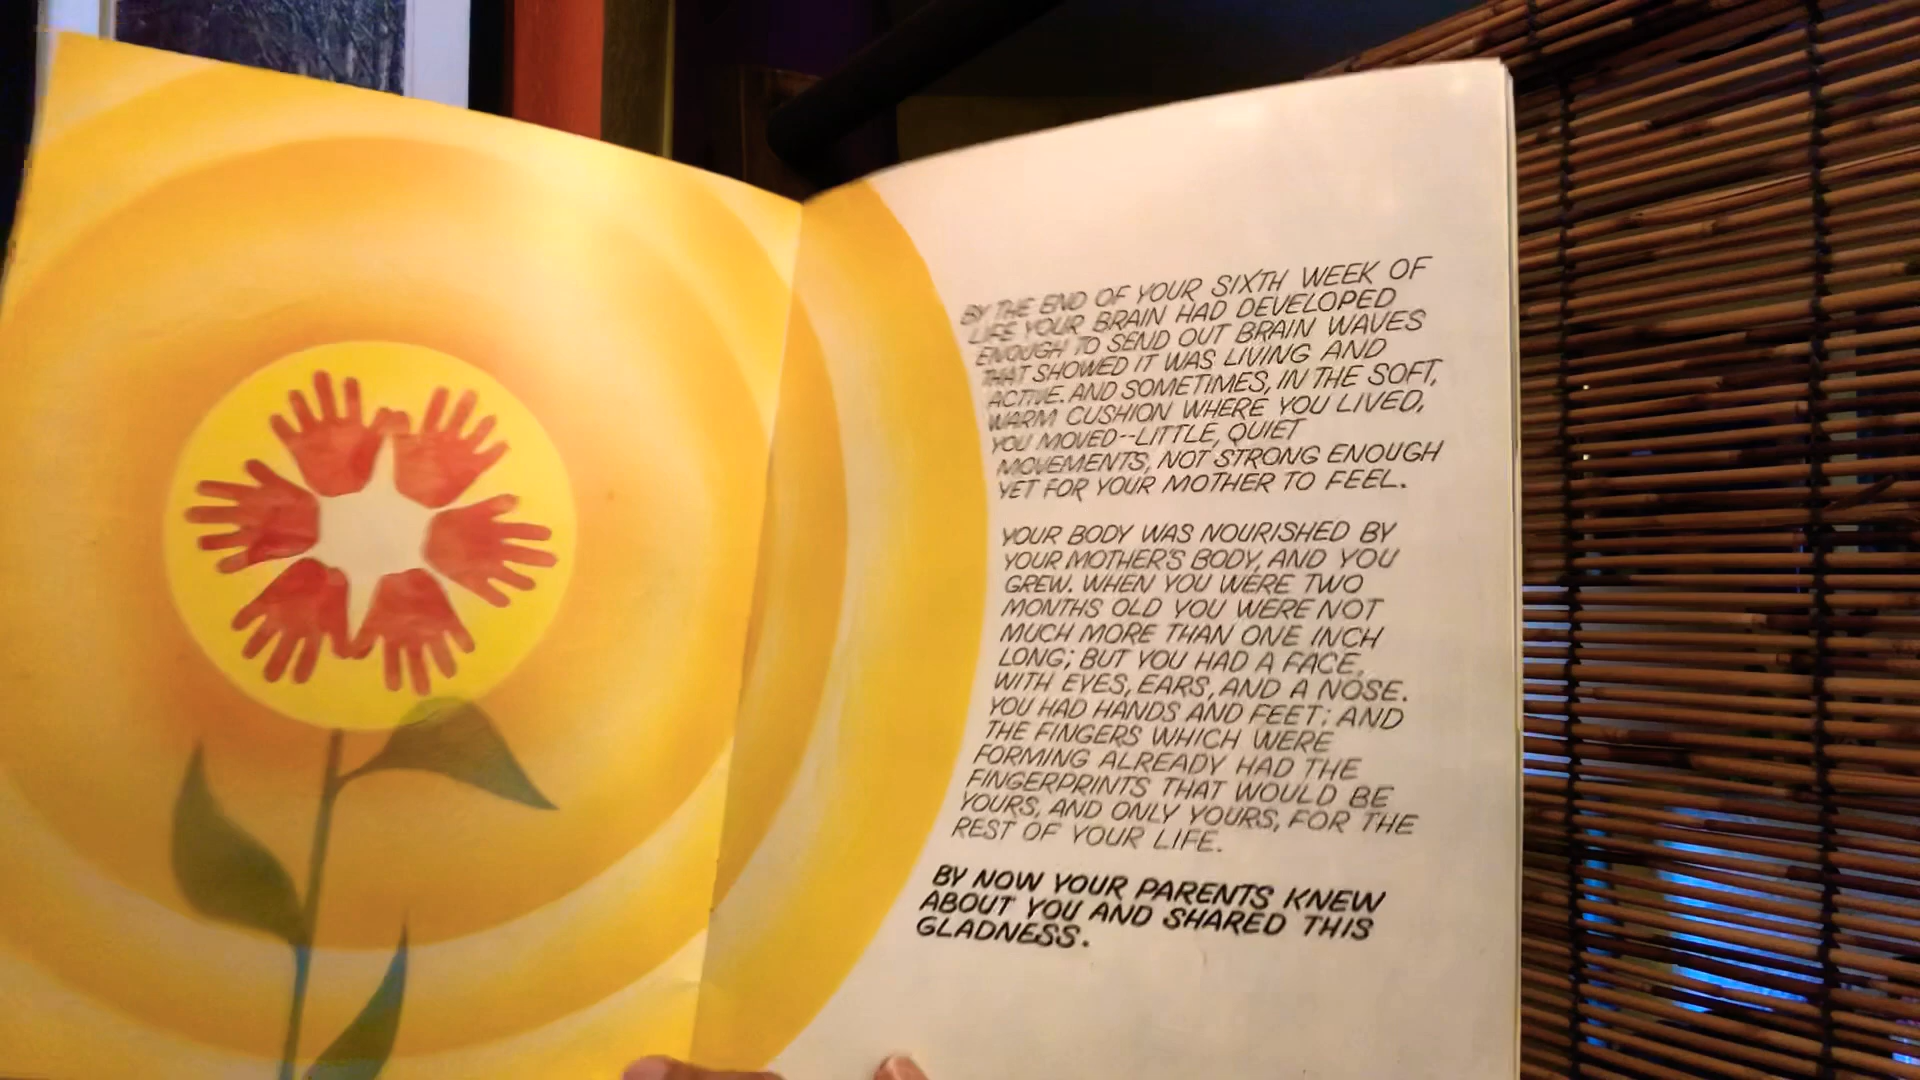 BY THE END OF YOUR SIXTH WEEK OF
LIFE YOUR BRAIN HAD DEVELOPED
ENOUGH TO SEND OUT BRAIN WAVES
THAT SHOWED IT WAS LIVING AND
ACTIVE. AND SOMETIMES, IN THE SOFT,
WARM CUSHION WHERE YOU LIVED,
YOU MOVED--LITTLE, QUIET
MOVEMENTS, NOT STRONG ENOUGH
YET FOR YOUR MOTHER TO FEEL.
YOUR BODY WAS NOURISHED BY
YOUR MOTHER'S BODY, AND YOU
GREW. WHEN YOU WERE TWO
MONTHS OLD YOU WERE NOT
MUCH MORE THAN ONE INCH
LONG; BUT YOU HAD A FACE,
WITH EYES, EARS, AND A NOSE.
YOU HAD HANDS AND FEET; AND
THE FINGERS WHICH WERE
FORMING ALREADY HAD THE
FINGERPRINTS THAT WOULD BE
YOURS, AND ONLY YOURS, FOR THE
REST OF YOUR LIFE.
BY NOW YOUR PARENTS KNEW
ABOUT YOU AND SHARED THIS
GLADNESS.